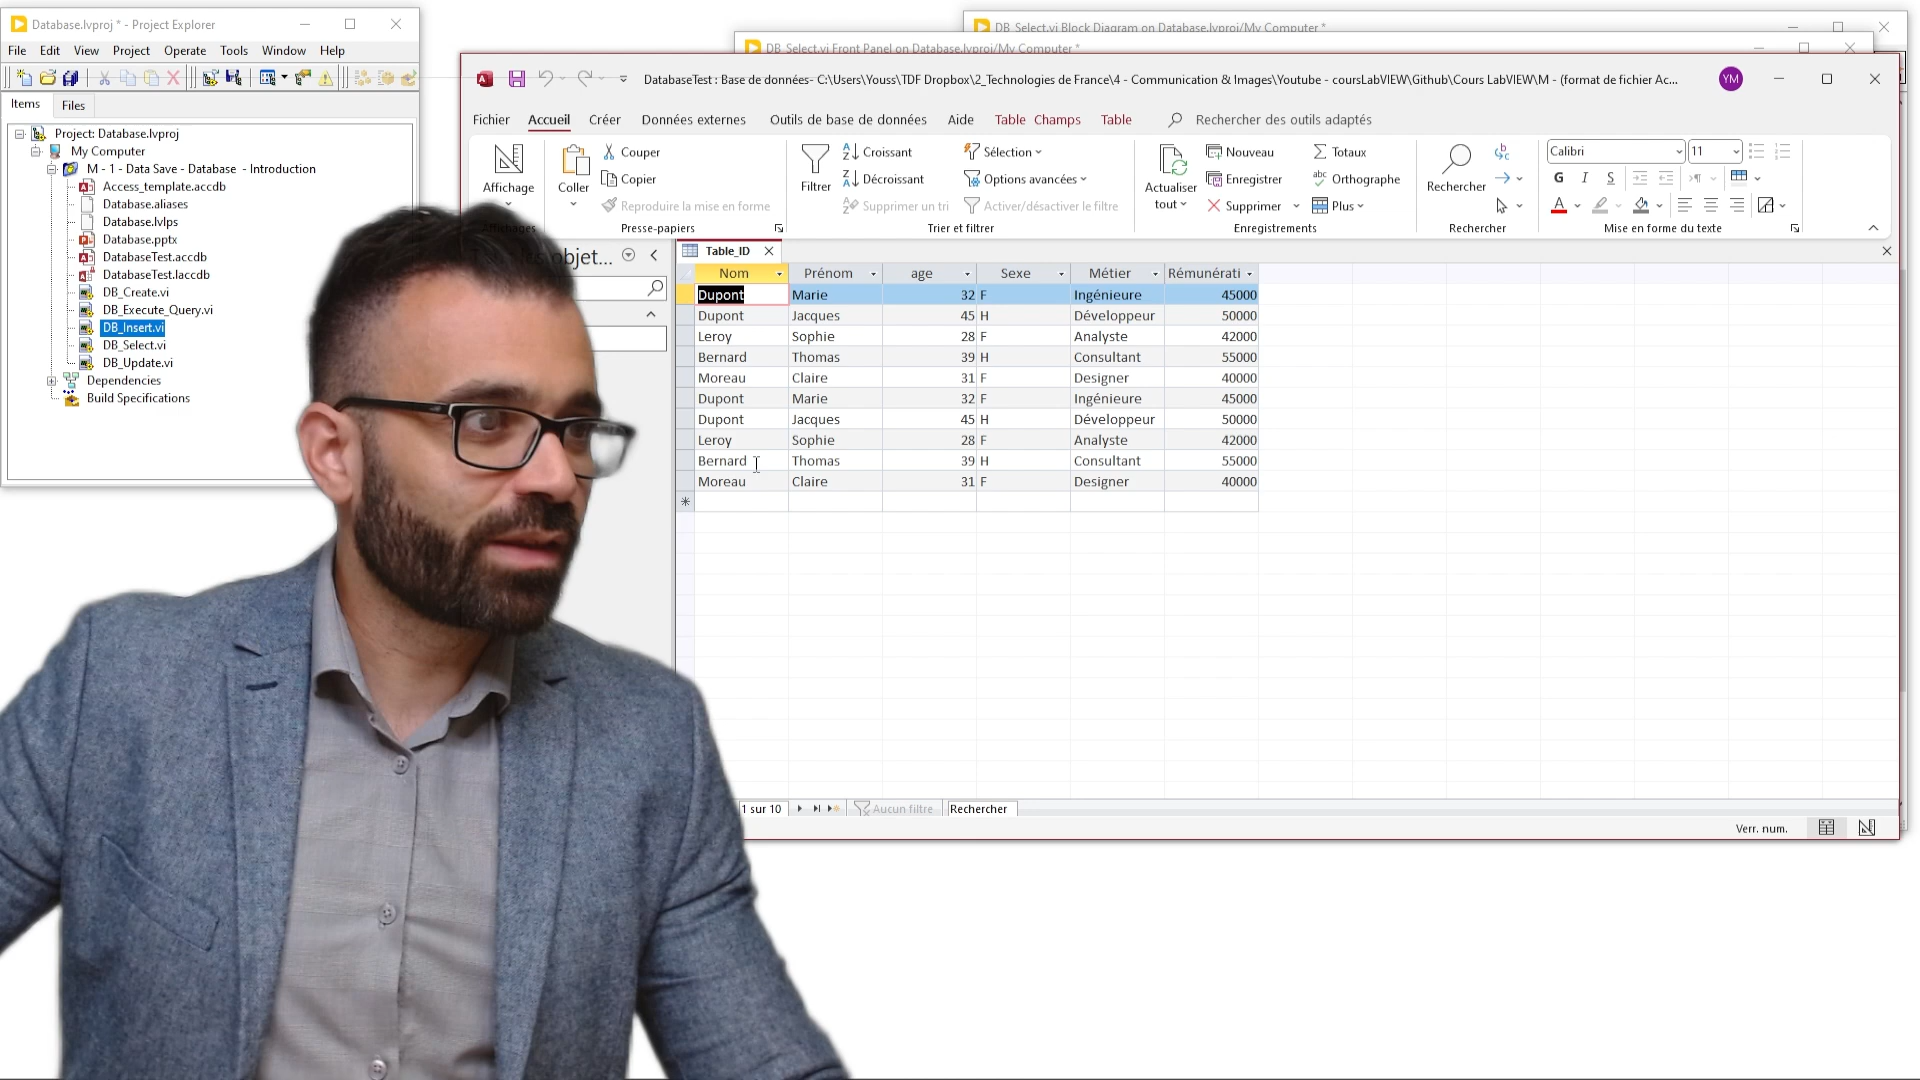 Database.lvproj * - Project Explorer
File Edit View Project Operate Tools Window Help
Items Files
Project: Database.lvproj
My Computer
M - 1 - Data Save - Database - Introduction
Access_template.accdb
Database.aliases
Database.lvlps
Database.pptx
DatabaseTest.accdb
DatabaseTest.laccdb
DB_Create.vi
DB_Execute_Query.vi
DB_Insert.vi
DB_Select.vi
DB_Update.vi
Dependencies
Build Specifications
DB_Select.vi Block Diagram on Database.lvproj/My Computer *
DB_Select.vi Front Panel on Database.lvproj/My Computer *
DatabaseTest : Base de données- C:\Users\Youss\TDF Dropbox\2_Technologies de France\4 - Communication & Images\Youtube - coursLabVIEW\Github\Cours LabVIEW\M - (format de fichier Ac... YM
Fichier Accueil Créer Données externes Outils de base de données Aide Table Champs Table Rechercher des outils adaptés
Affichage
Affichages
Coller
Couper
Copier
Reproduire la mise en forme
Presse-papiers
Filtrer
Croissant
Décroissant
Supprimer un tri
Sélection
Options avancées
Activer/désactiver le filtre
Trier et filtrer
Actualiser
tout
Nouveau
Enregistrer
Supprimer
Totaux
Orthographe
Plus
Enregistrements
Rechercher
Rechercher
Calibri 11
G I S
Mise en forme du texte
objet...
Table_ID
Nom Prénom age Sexe Métier Rémunérati
Dupont Marie 32 F Ingénieure 45000
Dupont Jacques 45 H Développeur 50000
Leroy Sophie 28 F Analyste 42000
Bernard Thomas 39 H Consultant 55000
Moreau Claire 31 F Designer 40000
Dupont Marie 32 F Ingénieure 45000
Dupont Jacques 45 H Développeur 50000
Leroy Sophie 28 F Analyste 42000
Bernard Thomas 39 H Consultant 55000
Moreau Claire 31 F Designer 40000
1 sur 10 Aucun filtre Rechercher
Verr. num.